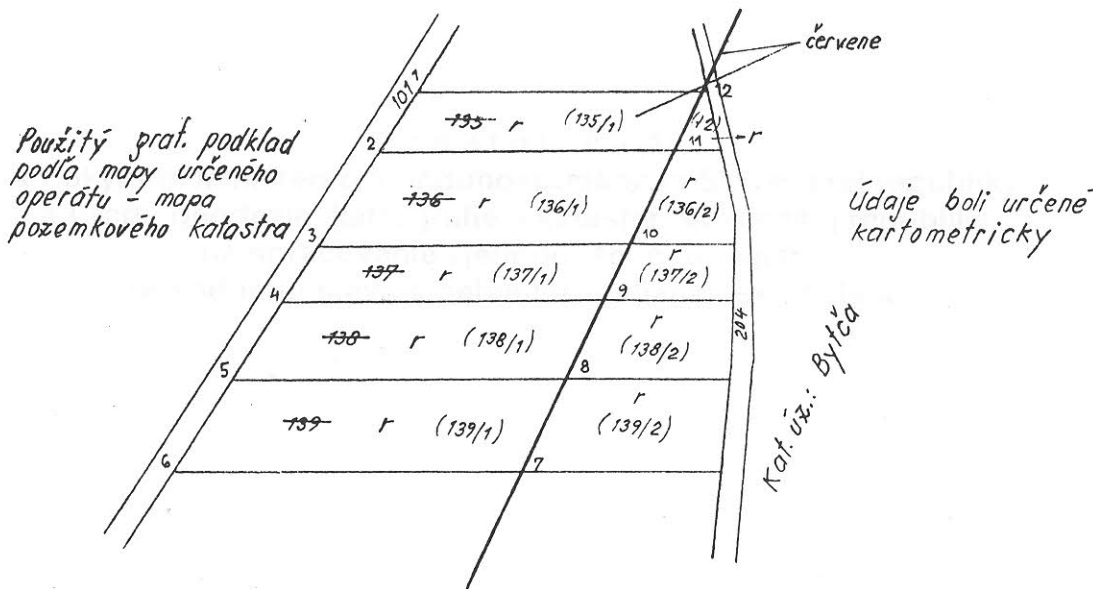 červene
1017
1
12
135 r (135/1) (/2)
11 r
2
Použitý graf. podklad
podľa mapy určeného
operátu - mapa
pozemkového katastra
136 r (136/1) (136/2)
Údaje boli určené
kartometricky
3 10
137 r (137/1) r
(137/2)
4 9
138 r (138/1) r
(138/2)
204
5 8
139 r (139/1) r
(139/2)
6 7
Kat. úz.: Bytča